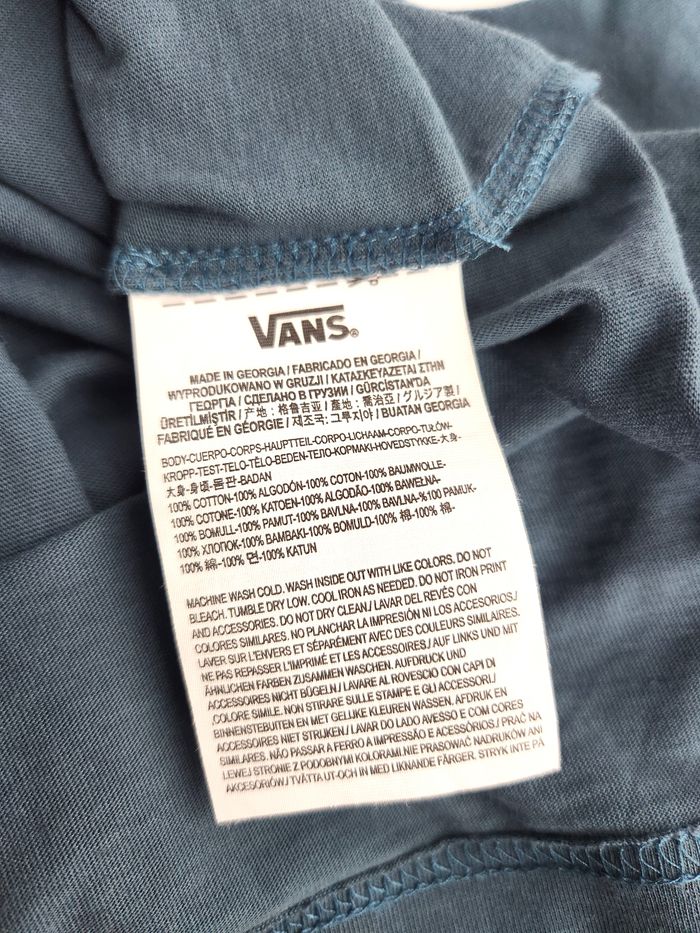 VANS®
MADE IN GEORGIA / FABRICADO EN GEORGIA /
WYPRODUKOWANO W GRUZJI / ΚΑΤΑΣΚΕΥΑΖΕΤΑΙ ΣΤΗΝ
ΓΕΩΡΓΙΑ / СДЕЛАНО В ГРУЗИИ / GÜRCİSTAN'DA
ÜRETİLMİŞTİR / 产地 : 格鲁吉亚 / 產地 : 喬治亞 / グルジア製 /
FABRIQUÉ EN GÉORGIE / 제조국: 그루지야 / BUATAN GEORGIA
BODY-CUERPO-CORPS-HAUPTTEIL-CORPO-LICHAAM-CORPO-TUŁÓW-
KROPP-TEST-TELO-TĚLO-BEDEN-ТЕЛО-ΚΟΡΜΑΚΙ-HOVEDSTYKKE-大身-
大身-身頃-몸판-BADAN
100% COTTON-100% ALGODÓN-100% COTON-100% BAUMWOLLE-
100% COTONE-100% KATOEN-100% ALGODÃO-100% BAWEŁNA-
100% BOMULL-100% PAMUT-100% BAVLNA-100% BAVLNA-%100 PAMUK-
100% ХЛОПОК-100% ΒΑΜΒΑΚΙ-100% BOMULD-100% 棉-100% 棉-
100% 綿-100% 면-100% KATUN
MACHINE WASH COLD. WASH INSIDE OUT WITH LIKE COLORS. DO NOT
BLEACH. TUMBLE DRY LOW. COOL IRON AS NEEDED. DO NOT IRON PRINT
AND ACCESSORIES. DO NOT DRY CLEAN./ LAVAR DEL REVÉS CON
COLORES SIMILARES. NO PLANCHAR LA IMPRESIÓN NI LOS ACCESORIOS./
LAVER SUR L'ENVERS ET SÉPARÉMENT AVEC DES COULEURS SIMILAIRES.
NE PAS REPASSER L'IMPRIMÉ ET LES ACCESSOIRES./ AUF LINKS UND MIT
ÄHNLICHEN FARBEN ZUSAMMEN WASCHEN. AUFDRUCK UND
ACCESSOIRES NICHT BÜGELN./ LAVARE AL ROVESCIO CON CAPI DI
COLORE SIMILE. NON STIRARE SULLE STAMPE E GLI ACCESSORI./
BINNENSTEBUITEN EN MET GELIJKE KLEUREN WASSEN. AFDRUK EN
ACCESSOIRES NIET STRIJKEN./ LAVAR DO LADO AVESSO E COM CORES
SIMILARES. NÃO PASSAR A FERRO A IMPRESSÃO E ACESSÓRIOS./ PRAĆ NA
LEWEJ STRONIE Z PODOBNYMI KOLORAMI.NIE PRASOWAĆ NADRUKÓW ANI
AKCESORIÓW./ TVÄTTA UT-OCH IN MED LIKNANDE FÄRGER. STRYK INTE PÅ